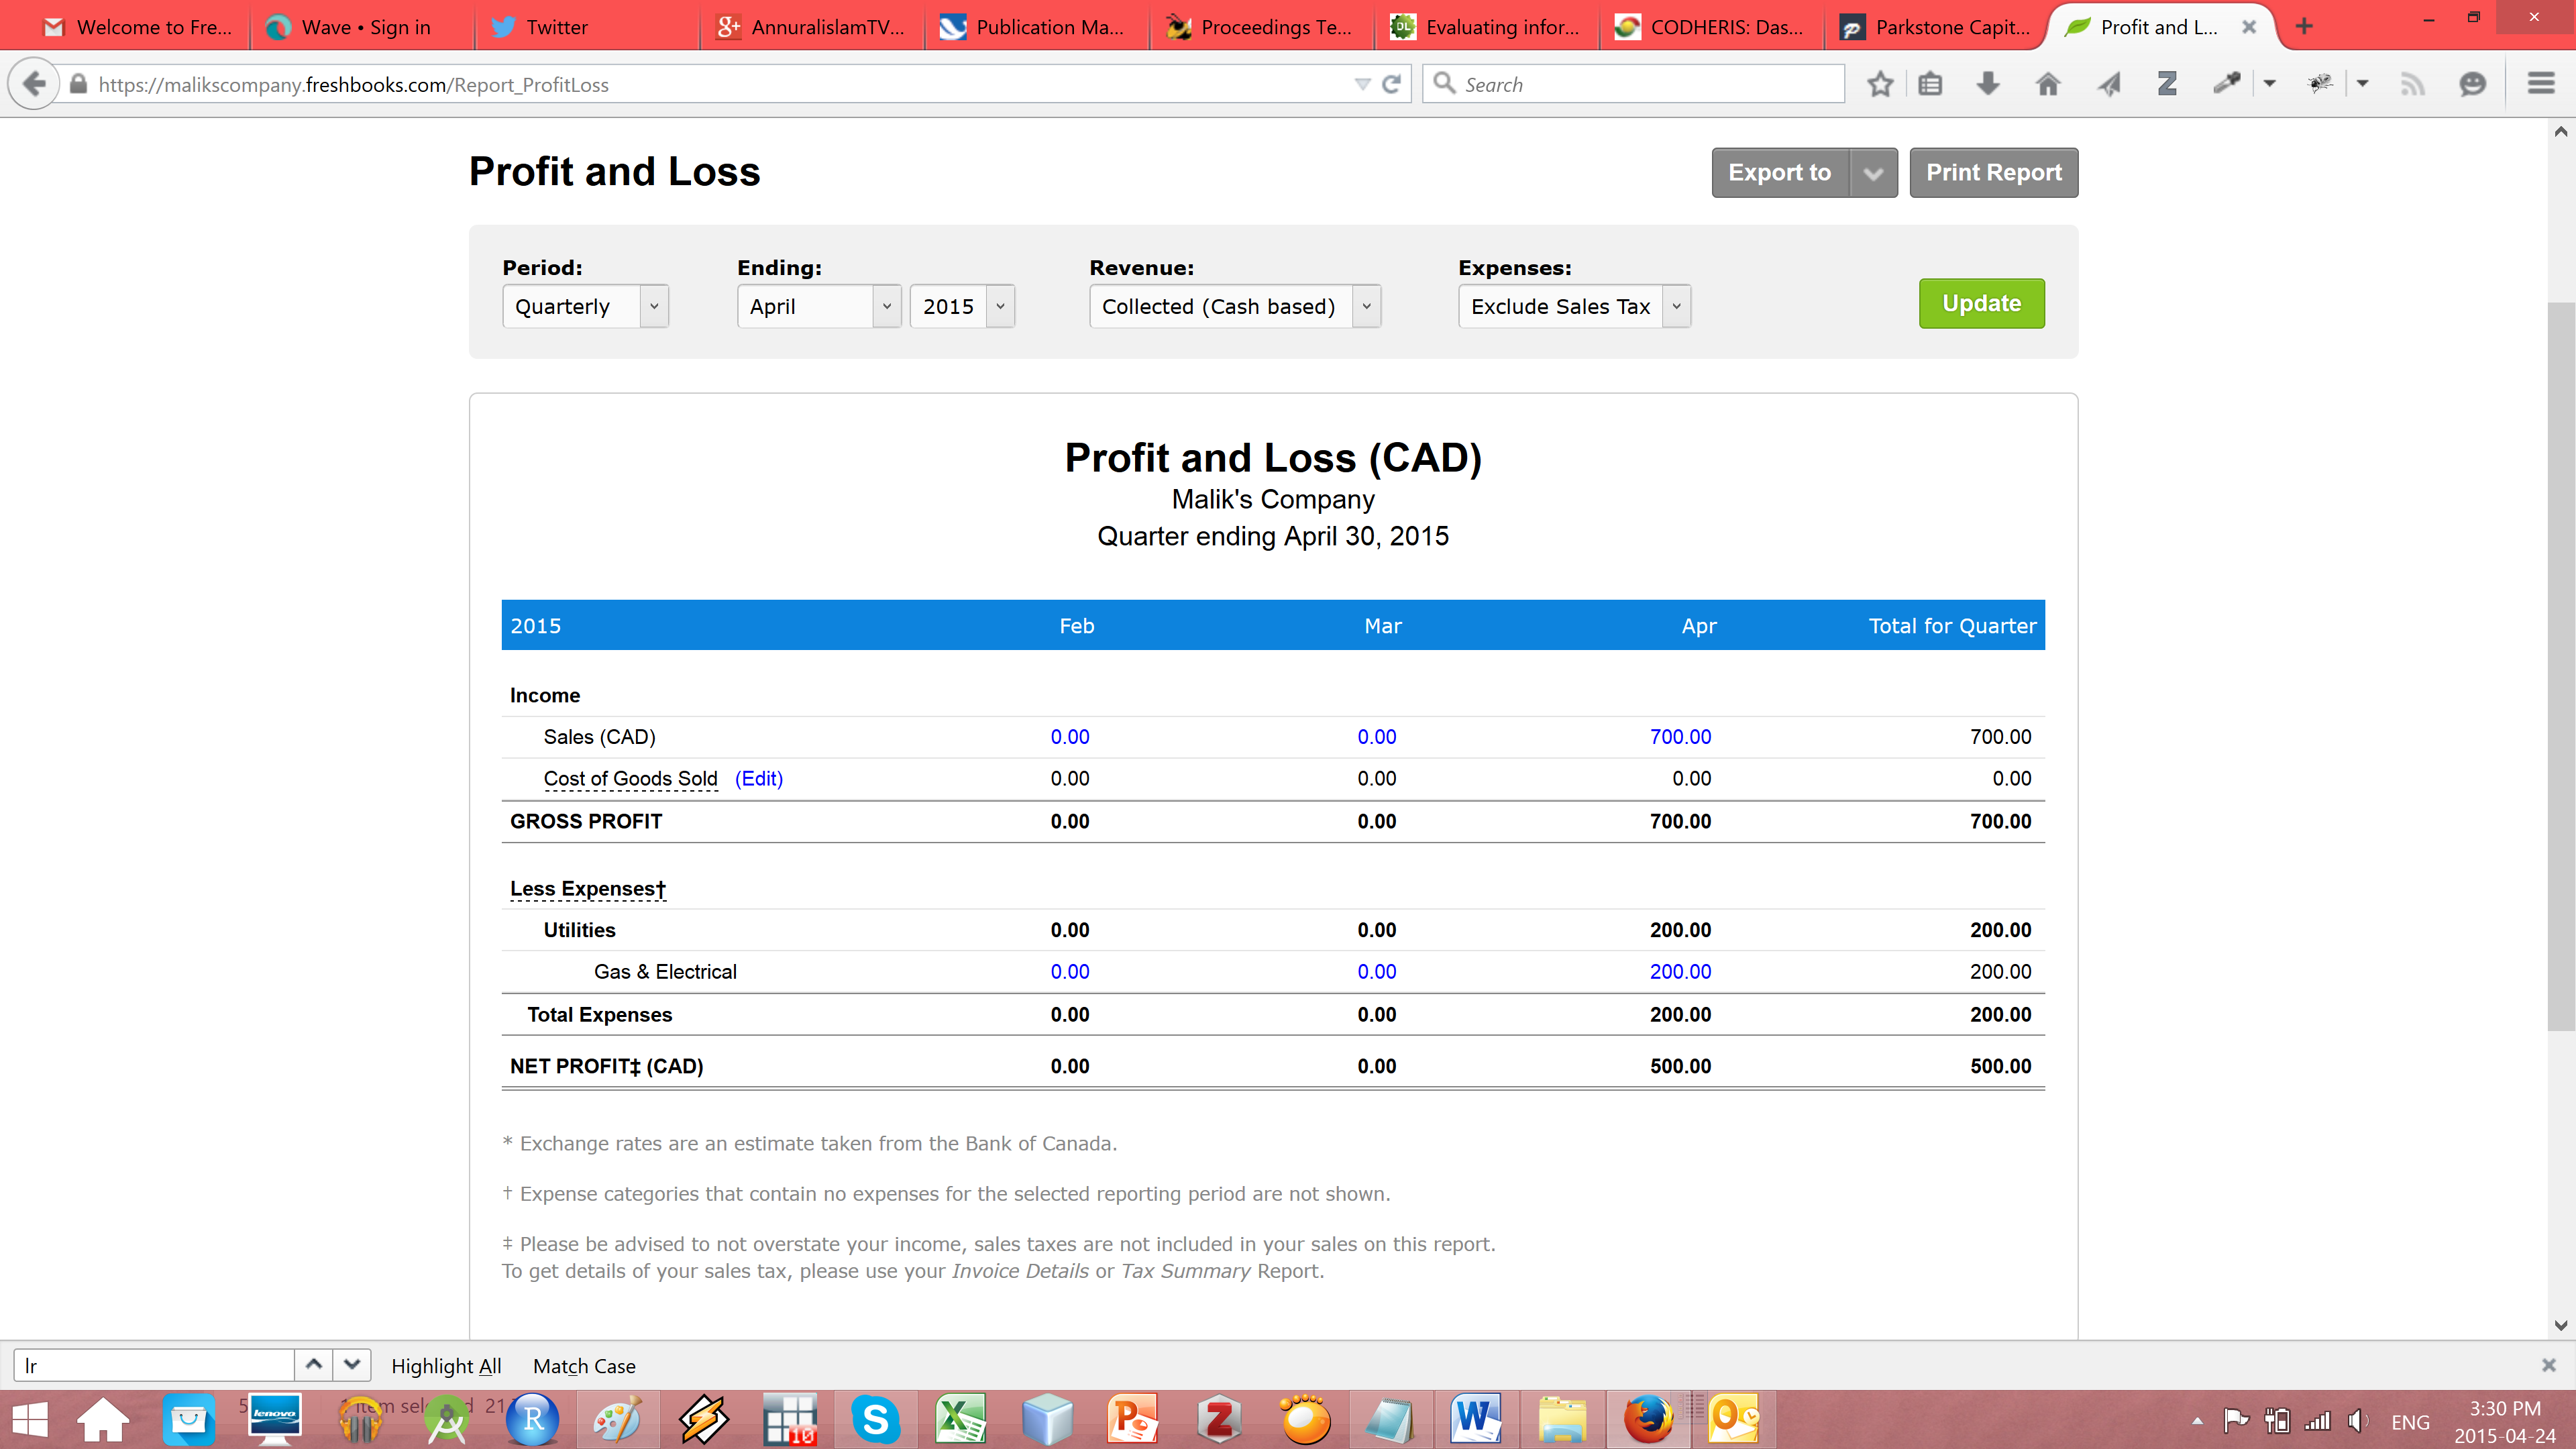 Welcome to Fre... Wave • Sign in Twitter AnnuralislamTV... Publication Ma... Proceedings Te... Evaluating infor... CODHERIS: Das... Parkstone Capit... Profit and L...
https://malikscompany.freshbooks.com/Report_ProfitLoss Search
Profit and Loss Export to Print Report
Period: Ending: Revenue: Expenses:
Quarterly April 2015 Collected (Cash based) Exclude Sales Tax Update
Profit and Loss (CAD)
Malik's Company
Quarter ending April 30, 2015
2015 Feb Mar Apr Total for Quarter
Income
Sales (CAD) 0.00 0.00 700.00 700.00
Cost of Goods Sold (Edit) 0.00 0.00 0.00 0.00
GROSS PROFIT 0.00 0.00 700.00 700.00
Less Expenses†
Utilities 0.00 0.00 200.00 200.00
Gas & Electrical 0.00 0.00 200.00 200.00
Total Expenses 0.00 0.00 200.00 200.00
NET PROFIT‡ (CAD) 0.00 0.00 500.00 500.00
* Exchange rates are an estimate taken from the Bank of Canada.
† Expense categories that contain no expenses for the selected reporting period are not shown.
‡ Please be advised to not overstate your income, sales taxes are not included in your sales on this report.
To get details of your sales tax, please use your Invoice Details or Tax Summary Report.
lr Highlight All Match Case
lenovo
10
ENG 3:30 PM
2015-04-24